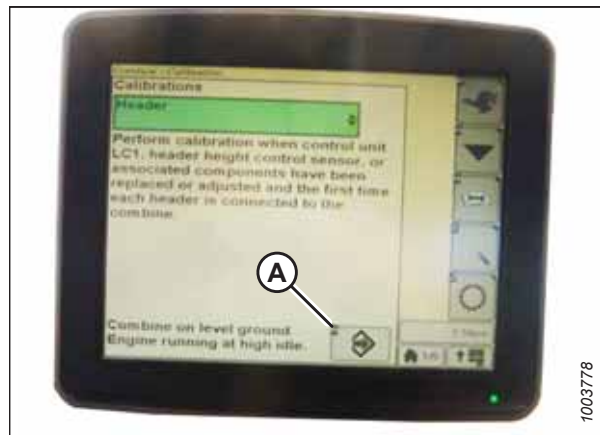 Calibrations
Header
Perform calibration when control unit
LC1, header height control sensor, or
associated components have been
replaced or adjusted and the first time
each header is connected to the
combine.
A
Combine on level ground.
Engine running at high idle.
1003778